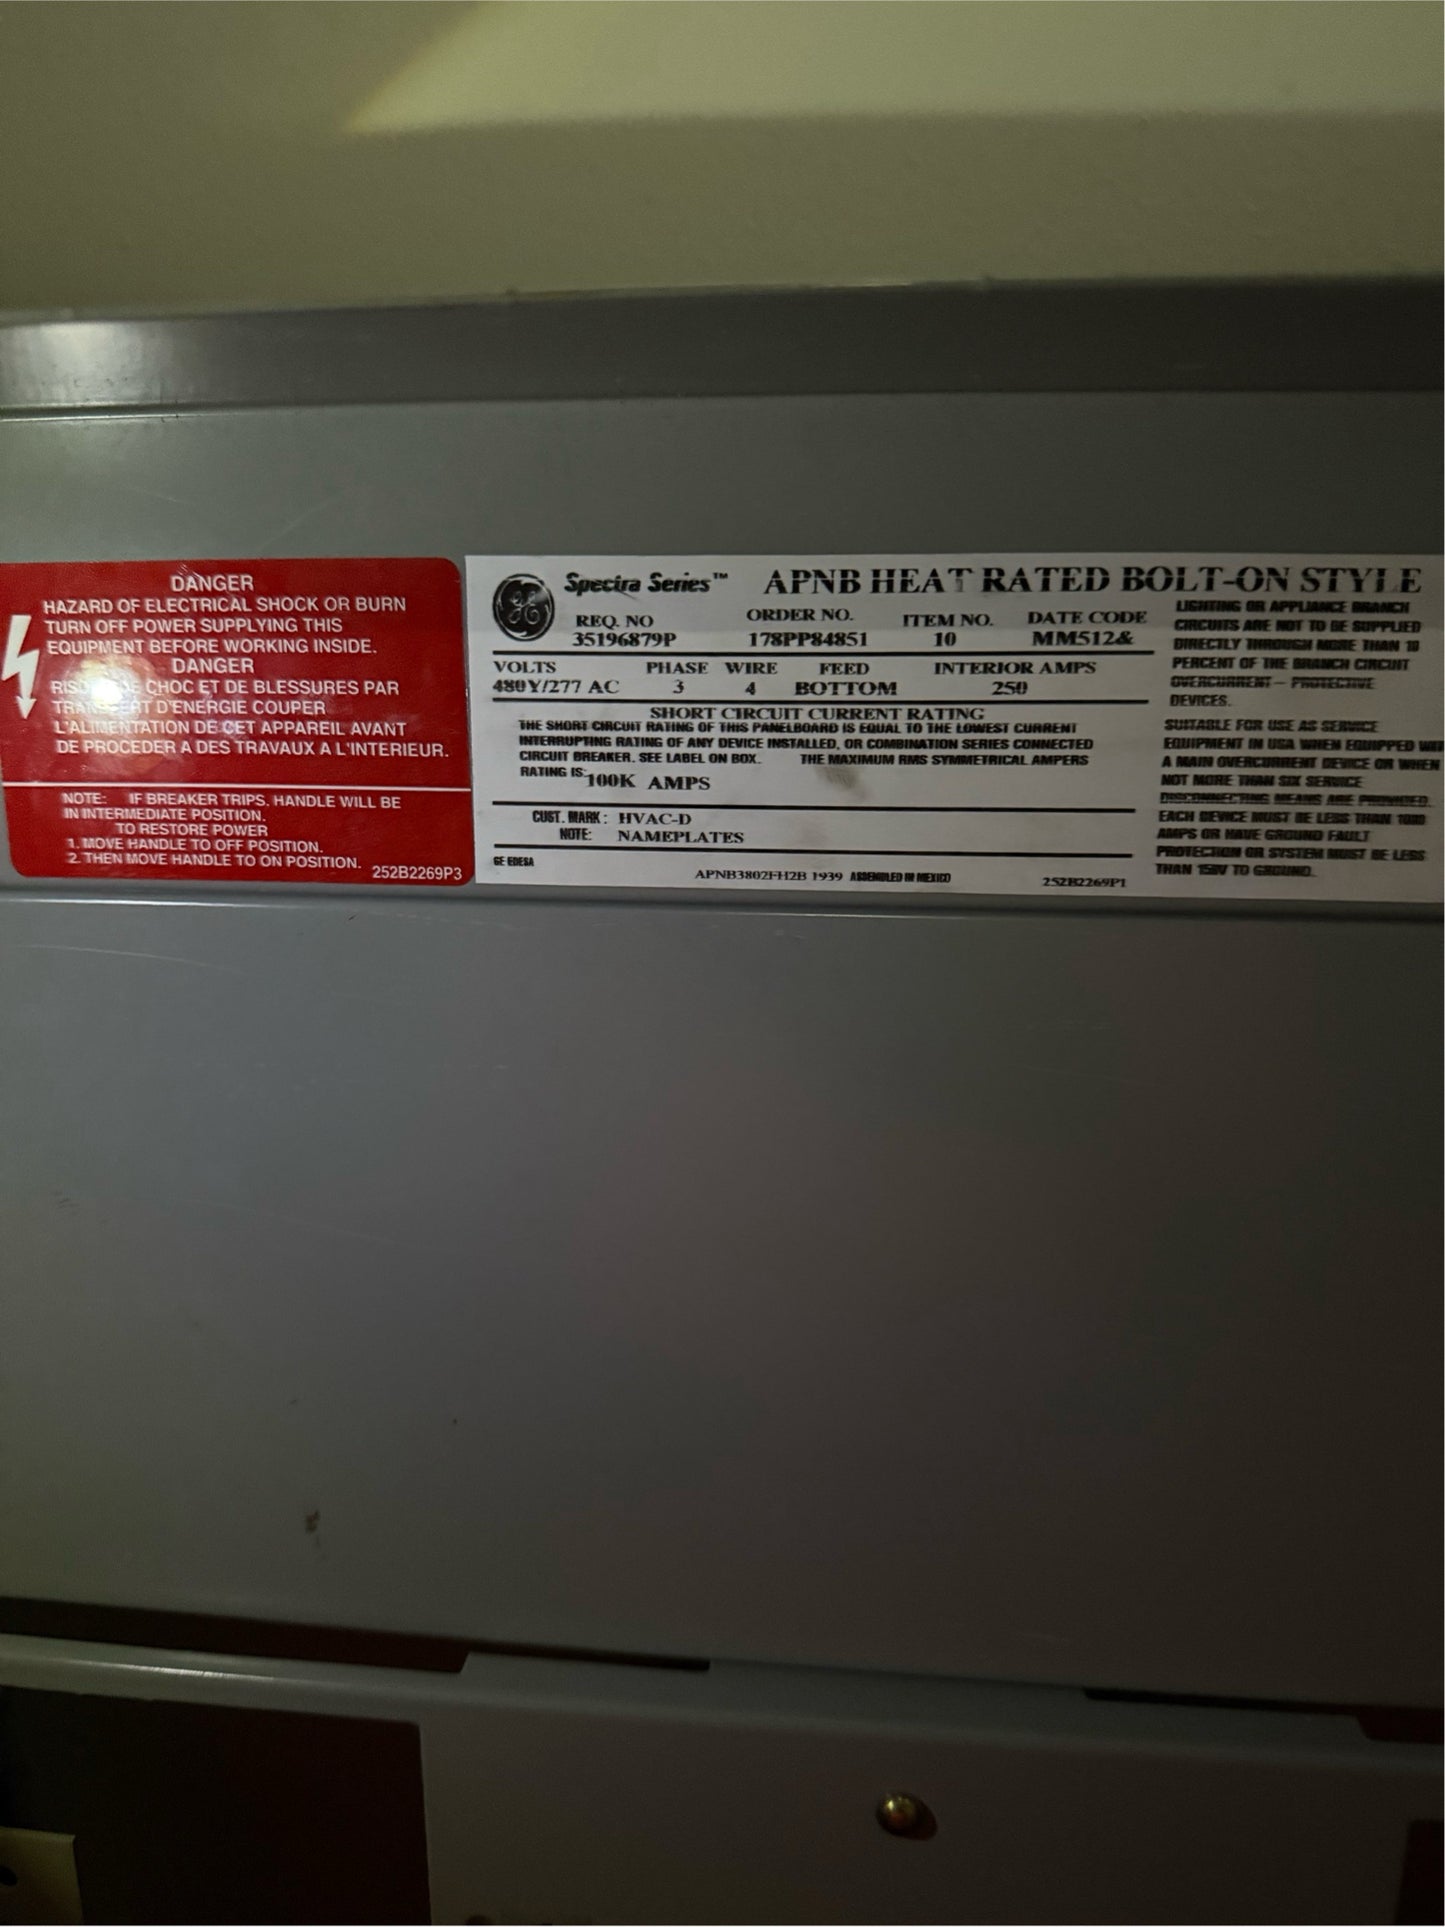 DANGER
HAZARD OF ELECTRICAL SHOCK OR BURN
TURN OFF POWER SUPPLYING THIS
EQUIPMENT BEFORE WORKING INSIDE.
DANGER
CHOC ET DE BLESSURES PAR
D'ENERGIE COUPER
L'ALIMENTATION DE CET APPAREIL AVANT
DE PROCEDER A DES TRAVAUX A L'INTERIEUR.
NOTE: IF BREAKER TRIPS, HANDLE WILL BE
IN INTERMEDIATE POSITION.
TO RESTORE POWER
1. MOVE HANDLE TO OFF POSITION.
2. THEN MOVE HANDLE TO ON POSITION.
252B2269P3
GE
Spectra Series™ APNB HEAT RATED BOLT-ON STYLE
REQ. NO ORDER NO. ITEM NO. DATE CODE
35196879P 178PP84851 10 MM512&
VOLTS PHASE WIRE FEED INTERIOR AMPS
480Y/277 AC 3 4 BOTTOM 250
SHORT CIRCUIT CURRENT RATING
THE SHORT CIRCUIT RATING OF THIS PANELBOARD IS EQUAL TO THE LOWEST CURRENT
INTERRUPTING RATING OF ANY DEVICE INSTALLED, OR COMBINATION SERIES CONNECTED
CIRCUIT BREAKER. SEE LABEL ON BOX. THE MAXIMUM RMS SYMMETRICAL AMPERS
RATING IS: 100K AMPS
CUST. MARK: HVAC-D
NOTE: NAMEPLATES
GE EDESA
APNB3802FH2B 1939 ASSEMBLED IN MEXICO
252B2269P1
LIGHTING OR APPLIANCE BRANCH
CIRCUITS ARE NOT TO BE SUPPLIED
DIRECTLY THROUGH MORE THAN 10
PERCENT OF THE BRANCH CIRCUIT
OVERCURRENT - PROTECTIVE
DEVICES.
SUITABLE FOR USE AS SERVICE
EQUIPMENT IN USA WHEN EQUIPPED
A MAIN OVERCURRENT DEVICE OR WHEN
NOT MORE THAN SIX SERVICE
DISCONNECTING MEANS ARE PROVIDED.
EACH DEVICE MUST BE LESS THAN 1000
AMPS OR HAVE GROUND FAULT
PROTECTION OR SYSTEM MUST BE LESS
THAN 150V TO GROUND.